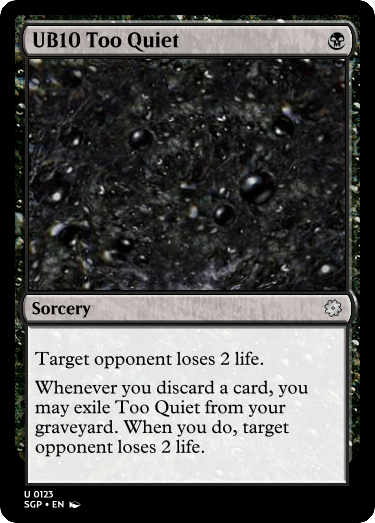 UB10 Too Quiet
Sorcery
Target opponent loses 2 life.
Whenever you discard a card, you
may exile Too Quiet from your
graveyard. When you do, target
opponent loses 2 life.
U 0123
SGP • EN